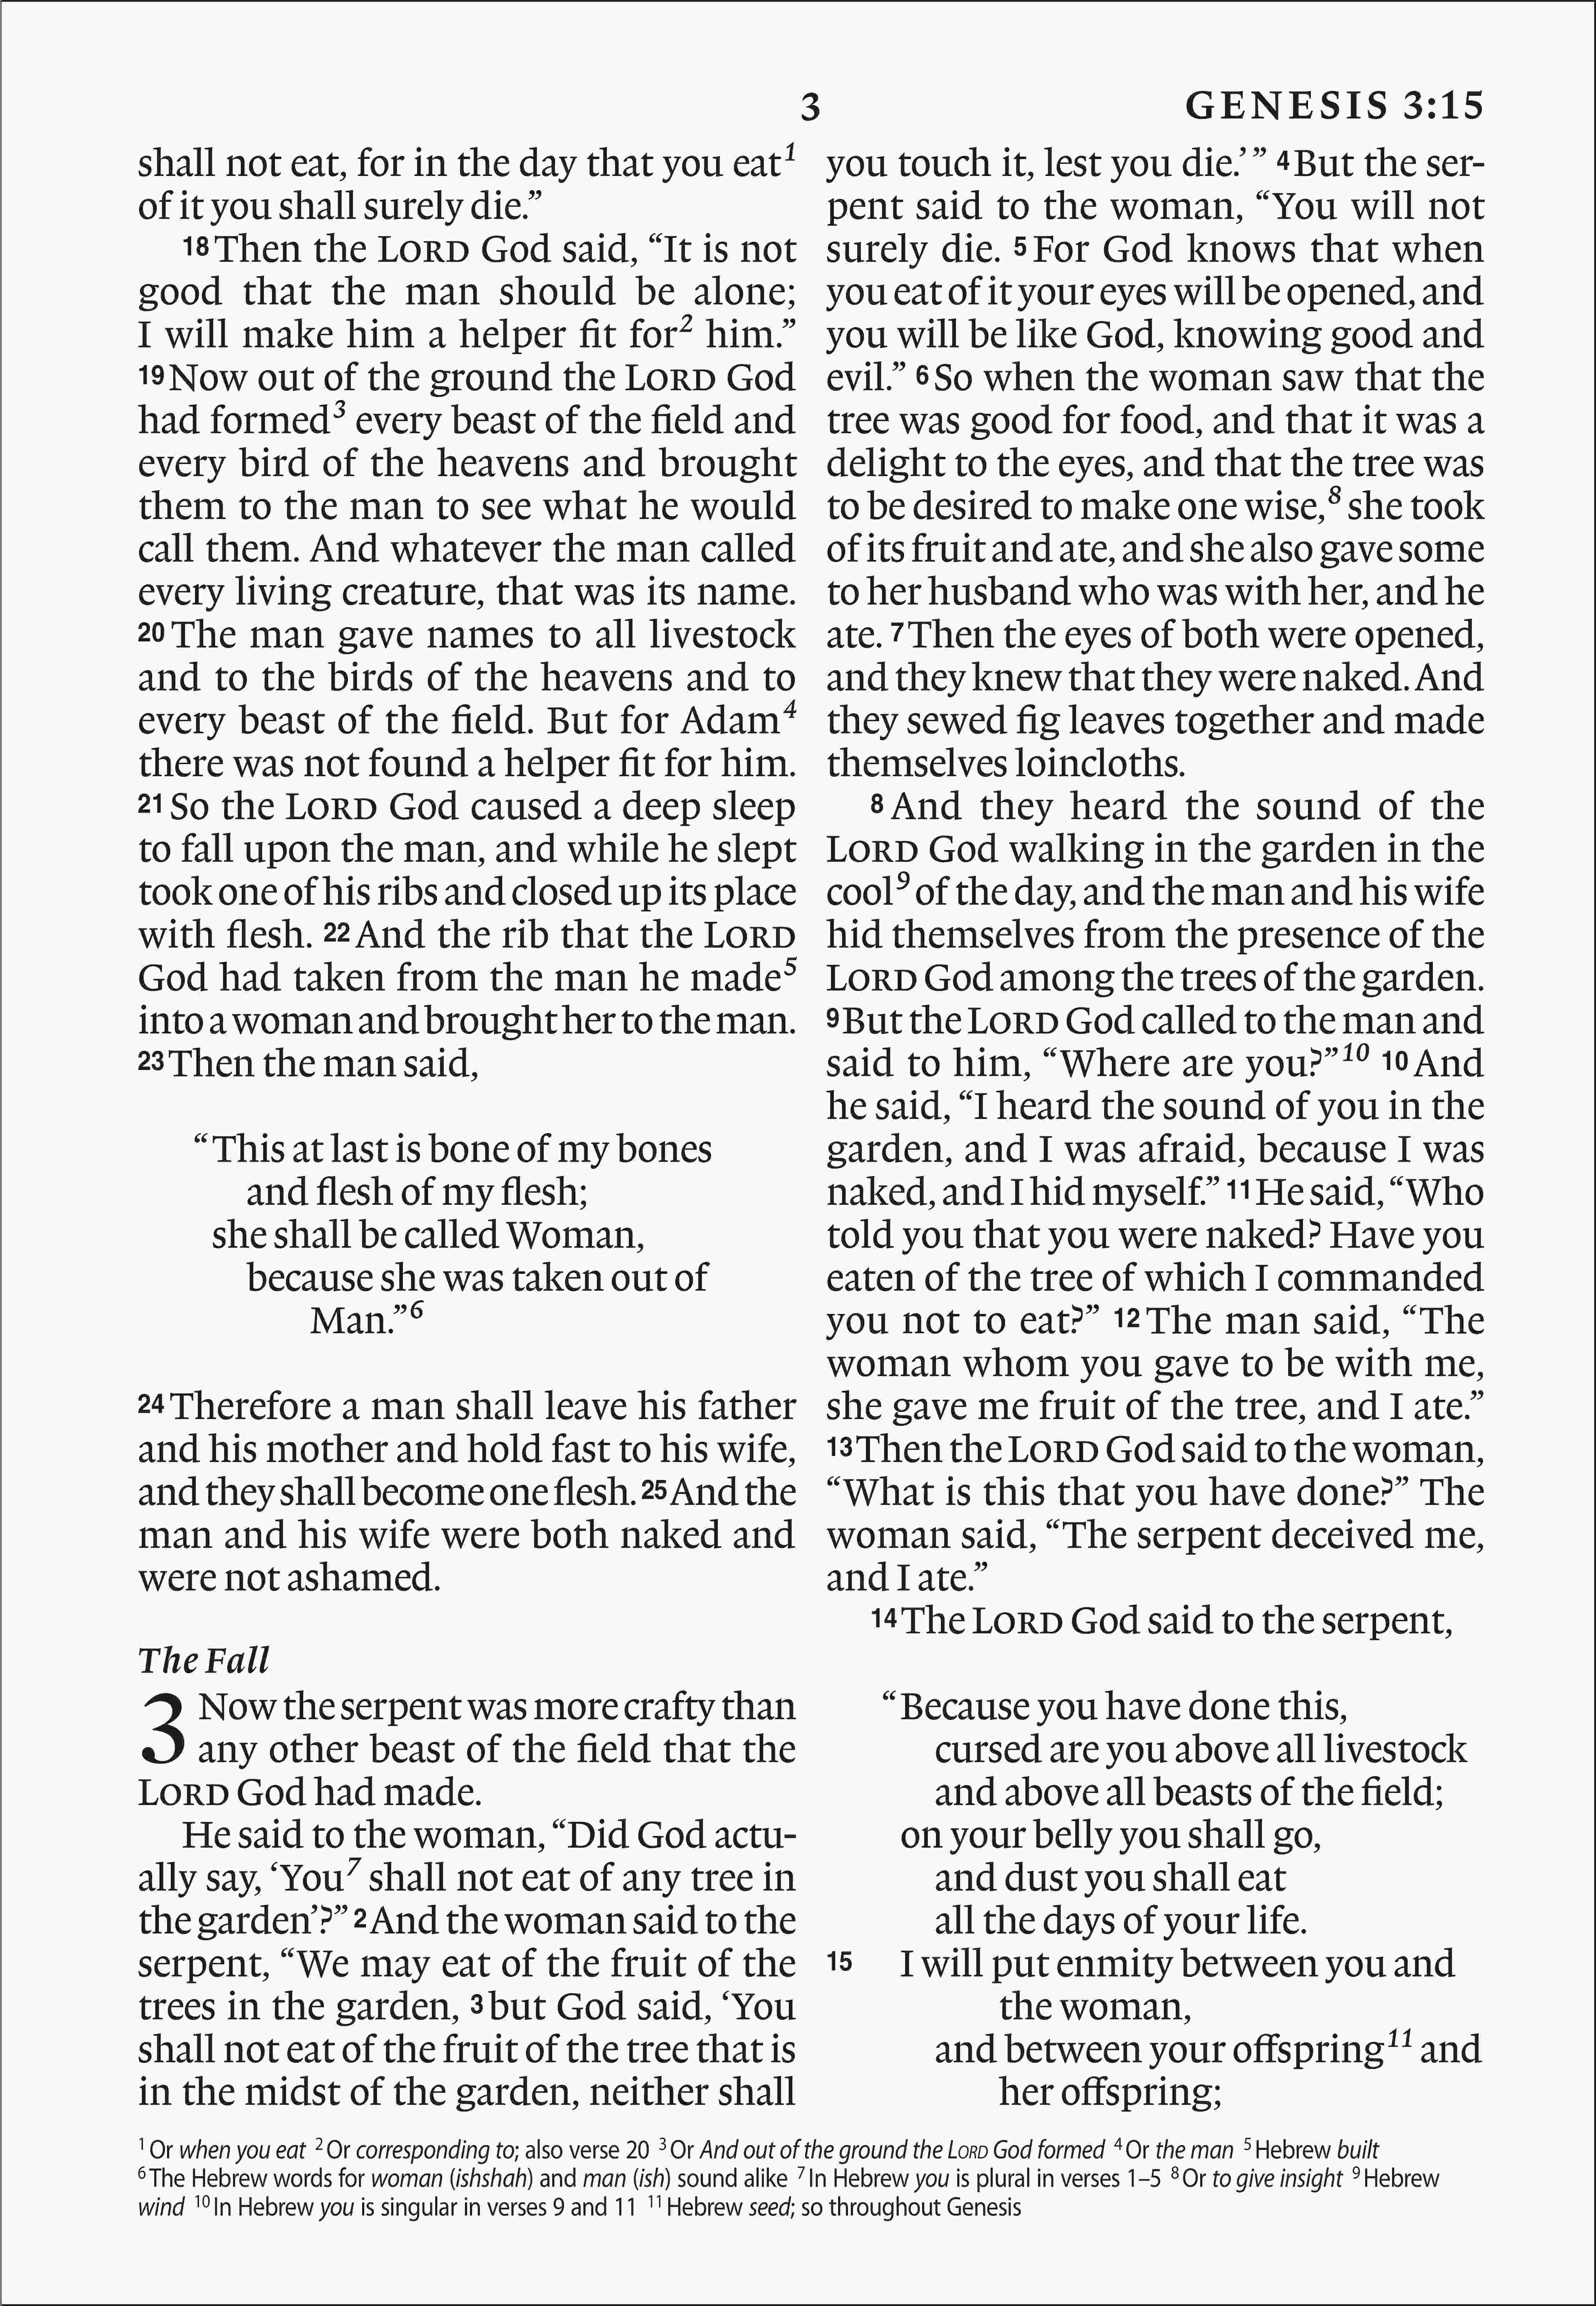 3 GENESIS 3:15
shall not eat, for in the day that you eat1
of it you shall surely die.”
18 Then the LORD God said, “It is not
good that the man should be alone;
I will make him a helper fit for2 him.”
19 Now out of the ground the LORD God
had formed3 every beast of the field and
every bird of the heavens and brought
them to the man to see what he would
call them. And whatever the man called
every living creature, that was its name.
20 The man gave names to all livestock
and to the birds of the heavens and to
every beast of the field. But for Adam4
there was not found a helper fit for him.
21 So the LORD God caused a deep sleep
to fall upon the man, and while he slept
took one of his ribs and closed up its place
with flesh. 22 And the rib that the LORD
God had taken from the man he made5
into a woman and brought her to the man.
23 Then the man said,
“This at last is bone of my bones
and flesh of my flesh;
she shall be called Woman,
because she was taken out of
Man.”6
24 Therefore a man shall leave his father
and his mother and hold fast to his wife,
and they shall become one flesh. 25 And the
man and his wife were both naked and
were not ashamed.
The Fall
3 Now the serpent was more crafty than
any other beast of the field that the
LORD God had made.
He said to the woman, “Did God actu-
ally say, ‘You7 shall not eat of any tree in
the garden’?” 2 And the woman said to the
serpent, “We may eat of the fruit of the
trees in the garden, 3 but God said, ‘You
shall not eat of the fruit of the tree that is
in the midst of the garden, neither shall
you touch it, lest you die.’” 4 But the ser-
pent said to the woman, “You will not
surely die. 5 For God knows that when
you eat of it your eyes will be opened, and
you will be like God, knowing good and
evil.” 6 So when the woman saw that the
tree was good for food, and that it was a
delight to the eyes, and that the tree was
to be desired to make one wise,8 she took
of its fruit and ate, and she also gave some
to her husband who was with her, and he
ate. 7 Then the eyes of both were opened,
and they knew that they were naked. And
they sewed fig leaves together and made
themselves loincloths.
8 And they heard the sound of the
LORD God walking in the garden in the
cool9 of the day, and the man and his wife
hid themselves from the presence of the
LORD God among the trees of the garden.
9 But the LORD God called to the man and
said to him, “Where are you?”10 10 And
he said, “I heard the sound of you in the
garden, and I was afraid, because I was
naked, and I hid myself.” 11 He said, “Who
told you that you were naked? Have you
eaten of the tree of which I commanded
you not to eat?” 12 The man said, “The
woman whom you gave to be with me,
she gave me fruit of the tree, and I ate.”
13 Then the LORD God said to the woman,
“What is this that you have done?” The
woman said, “The serpent deceived me,
and I ate.”
14 The LORD God said to the serpent,
“Because you have done this,
cursed are you above all livestock
and above all beasts of the field;
on your belly you shall go,
and dust you shall eat
all the days of your life.
15 I will put enmity between you and
the woman,
and between your offspring11 and
her offspring;
1 Or when you eat 2 Or corresponding to; also verse 20 3 Or And out of the ground the LORD God formed 4 Or the man 5 Hebrew built
6 The Hebrew words for woman (ishshah) and man (ish) sound alike 7 In Hebrew you is plural in verses 1–5 8 Or to give insight 9 Hebrew
wind 10 In Hebrew you is singular in verses 9 and 11 11 Hebrew seed; so throughout Genesis